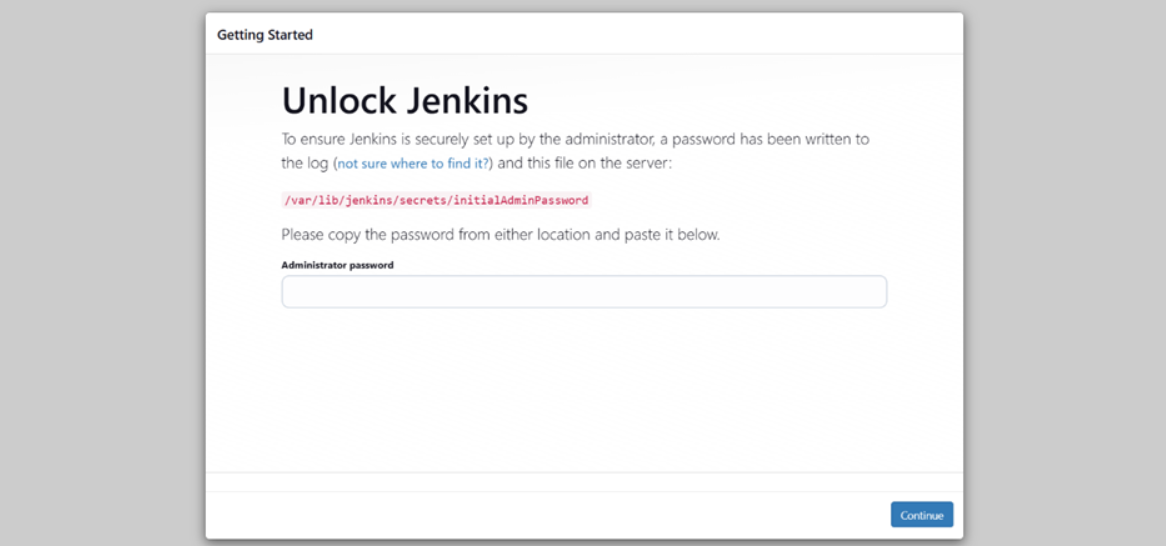 Getting Started
Unlock Jenkins
To ensure Jenkins is securely set up by the administrator, a password has been written to
the log (not sure where to find it?) and this file on the server:
/var/lib/jenkins/secrets/initialAdminPassword
Please copy the password from either location and paste it below.
Administrator password
Continue